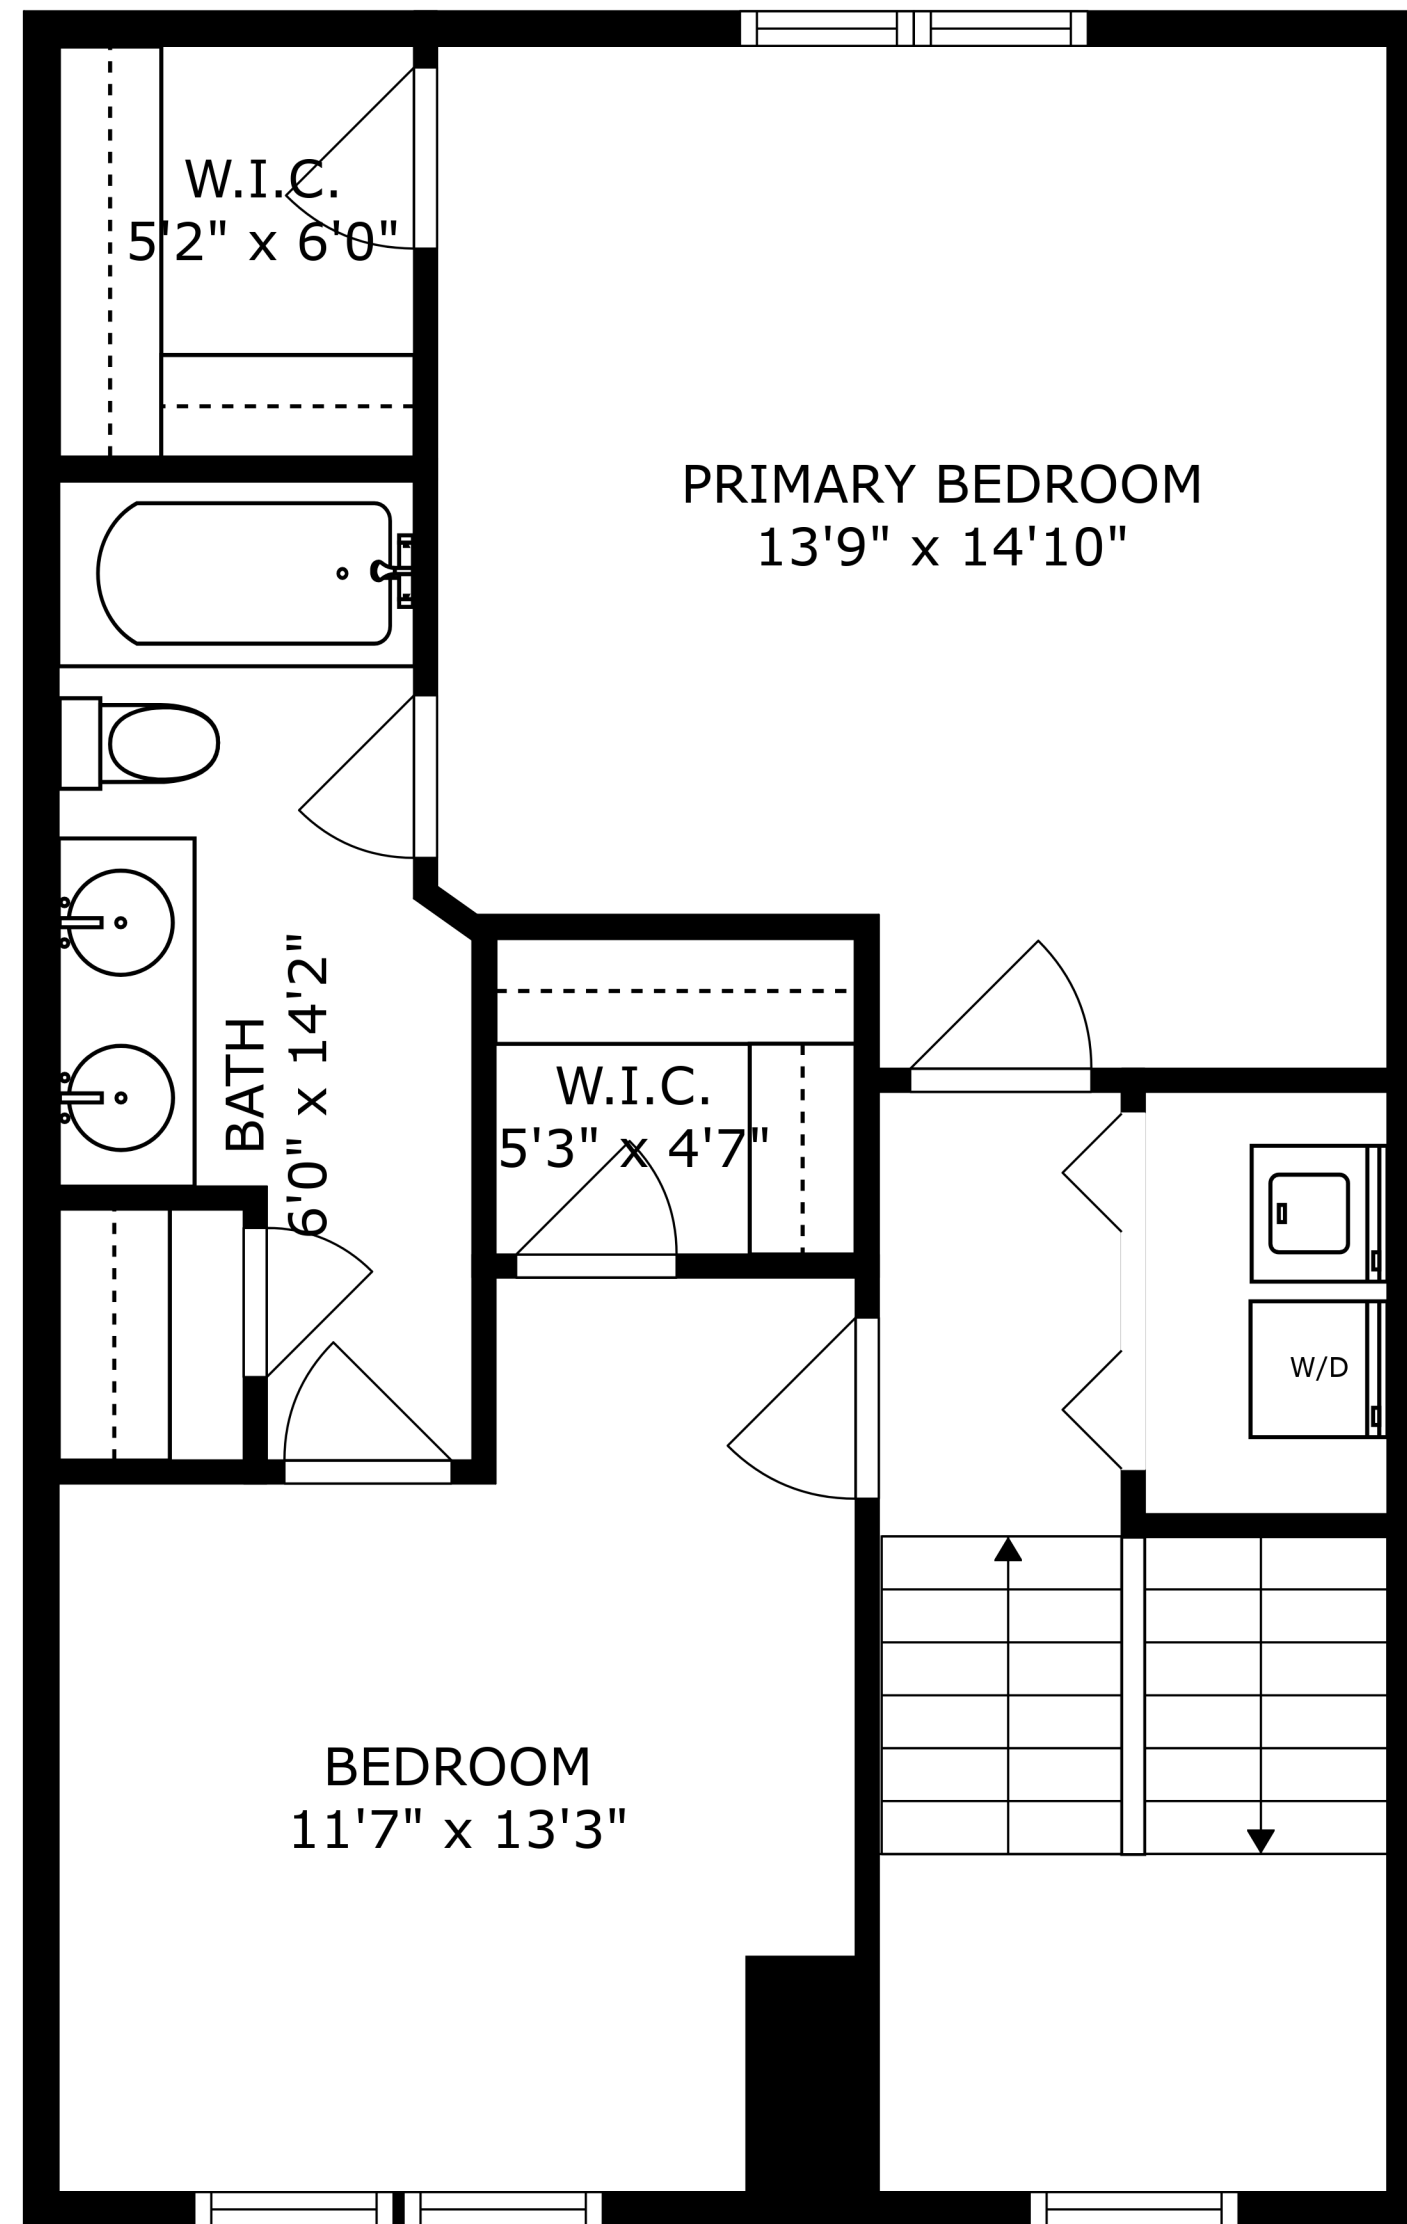 W.I.C.
5'2" x 6'0"
PRIMARY BEDROOM
13'9" x 14'10"
BATH
6'0" x 14'2"
W.I.C.
5'3" x 4'7"
W/D
BEDROOM
11'7" x 13'3"